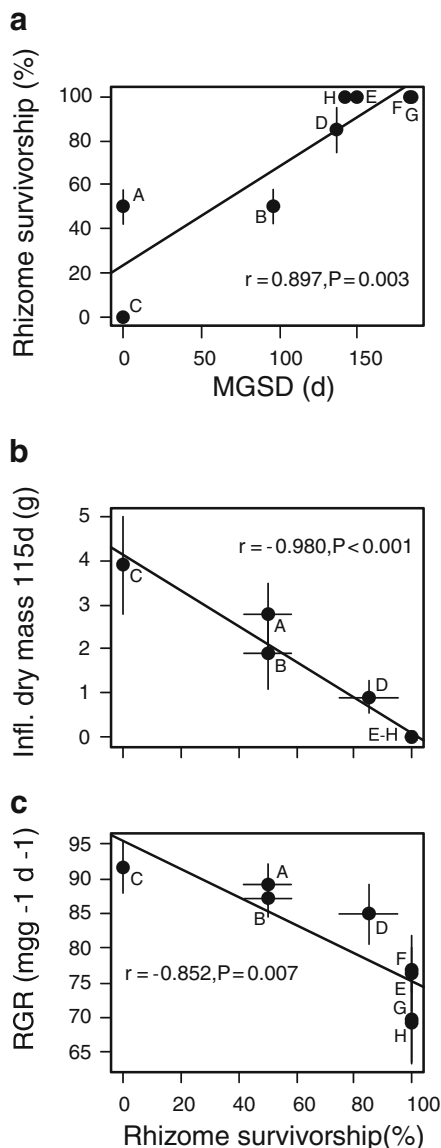 a
Rhizome survivorship (%)
100
80
60
40
20
0
H
E
F
G
D
A
B
C
r = 0.897,P=0.003
0
50
100
150
MGSD (d)
b
Infl. dry mass 115d (g)
5
4
3
2
1
0
r=-0.980,P<0.001
C
A
B
D
E-H
c
RGR (mgg -1 d -1)
95
90
85
80
75
70
65
C
A
B
D
F
E
G
H
r=-0.852,P=0.007
0
20
40
60
80
100
Rhizome survivorship(%)